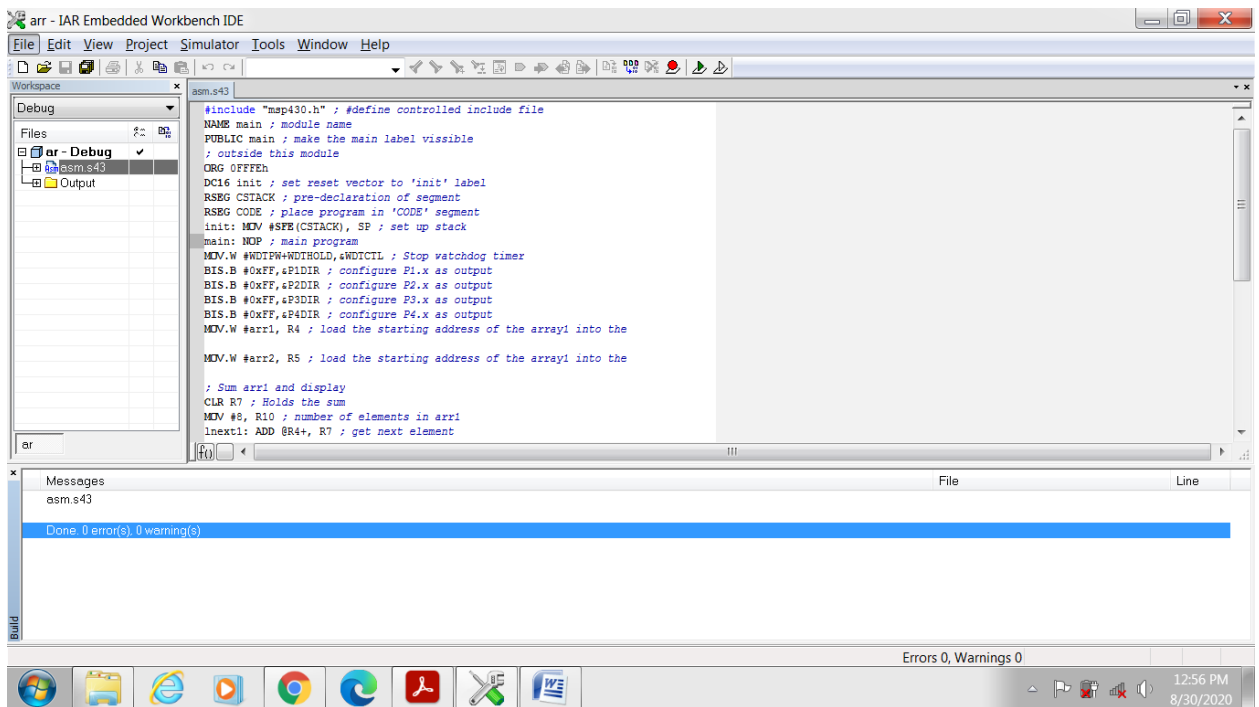 arr - IAR Embedded Workbench IDE
File Edit View Project Simulator Tools Window Help
Workspace
asm.s43
Debug
Files
ar - Debug
asm.s43
Output
ar
#include "msp430.h" ; #define controlled include file
NAME main ; module name
PUBLIC main ; make the main label vissible
; outside this module
ORG 0FFFEh
DC16 init ; set reset vector to 'init' label
RSEG CSTACK ; pre-declaration of segment
RSEG CODE ; place program in 'CODE' segment
init: MOV #SFE(CSTACK), SP ; set up stack
main: NOP ; main program
MOV.W #WDTPW+WDTHOLD,&WDTCTL ; Stop watchdog timer
BIS.B #0xFF,&P1DIR ; configure P1.x as output
BIS.B #0xFF,&P2DIR ; configure P2.x as output
BIS.B #0xFF,&P3DIR ; configure P3.x as output
BIS.B #0xFF,&P4DIR ; configure P4.x as output
MOV.W #arr1, R4 ; load the starting address of the array1 into the
MOV.W #arr2, R5 ; load the starting address of the array1 into the
; Sum arr1 and display
CLR R7 ; Holds the sum
MOV #8, R10 ; number of elements in arr1
lnext1: ADD @R4+, R7 ; get next element
f()
Messages File Line
asm.s43
Done. 0 error(s), 0 warning(s)
Build
Errors 0, Warnings 0
12:56 PM
8/30/2020